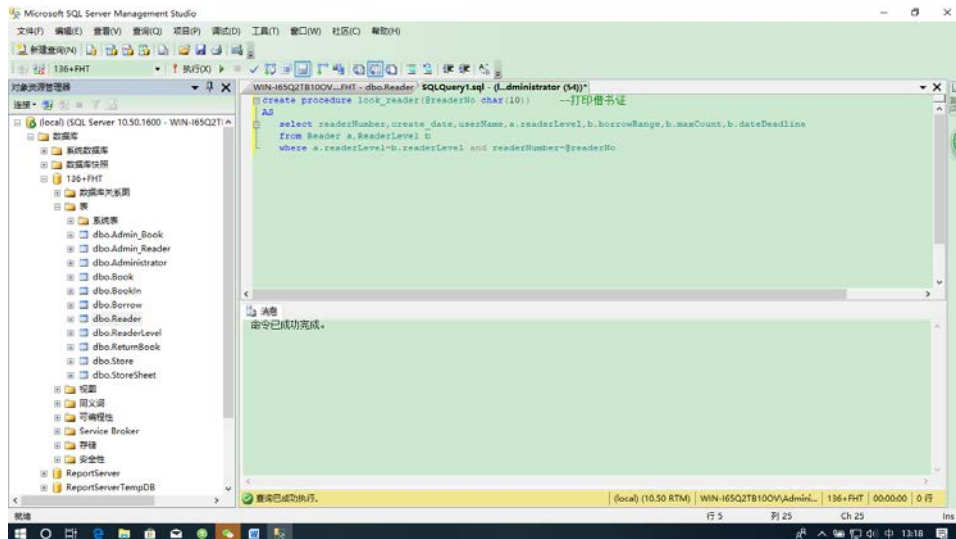 Microsoft SQL Server Management Studio
文件(F) 编辑(E) 查看(V) 查询(Q) 项目(P) 调试(D) 工具(T) 窗口(W) 社区(C) 帮助(H)
新建查询(N)
136+FHT 执行(X)
对象资源管理器
WIN-I65Q2TB10OV....FHT - dbo.Reader SQLQuery1.sql - (l...dministrator (54))*
连接
create procedure look_reader(@readerNo char(10)) --打印借书证
AS
select readerNumber,create_date,userName,a.readerLevel,b.borrowRange,b.maxCount,b.dateDeadline
from Reader a,ReaderLevel b
where a.readerLevel=b.readerLevel and readerNumber=@readerNo
(local) (SQL Server 10.50.1600 - WIN-I65Q2T
数据库
系统数据库
数据库快照
136+FHT
数据库关系图
表
系统表
dbo.Admin_Book
dbo.Admin_Reader
dbo.Administrator
dbo.Book
dbo.BookIn
dbo.Borrow
dbo.Reader
dbo.ReaderLevel
dbo.ReturnBook
dbo.Store
dbo.StoreSheet
视图
同义词
可编程性
Service Broker
存储
安全性
ReportServer
ReportServerTempDB
消息
命令已成功完成。
查询已成功执行。 (local) (10.50 RTM) WIN-I65Q2TB10OV\Admini... 136+FHT 00:00:00 0 行
就绪 行 5 列 25 Ch 25 Ins
中 13:18